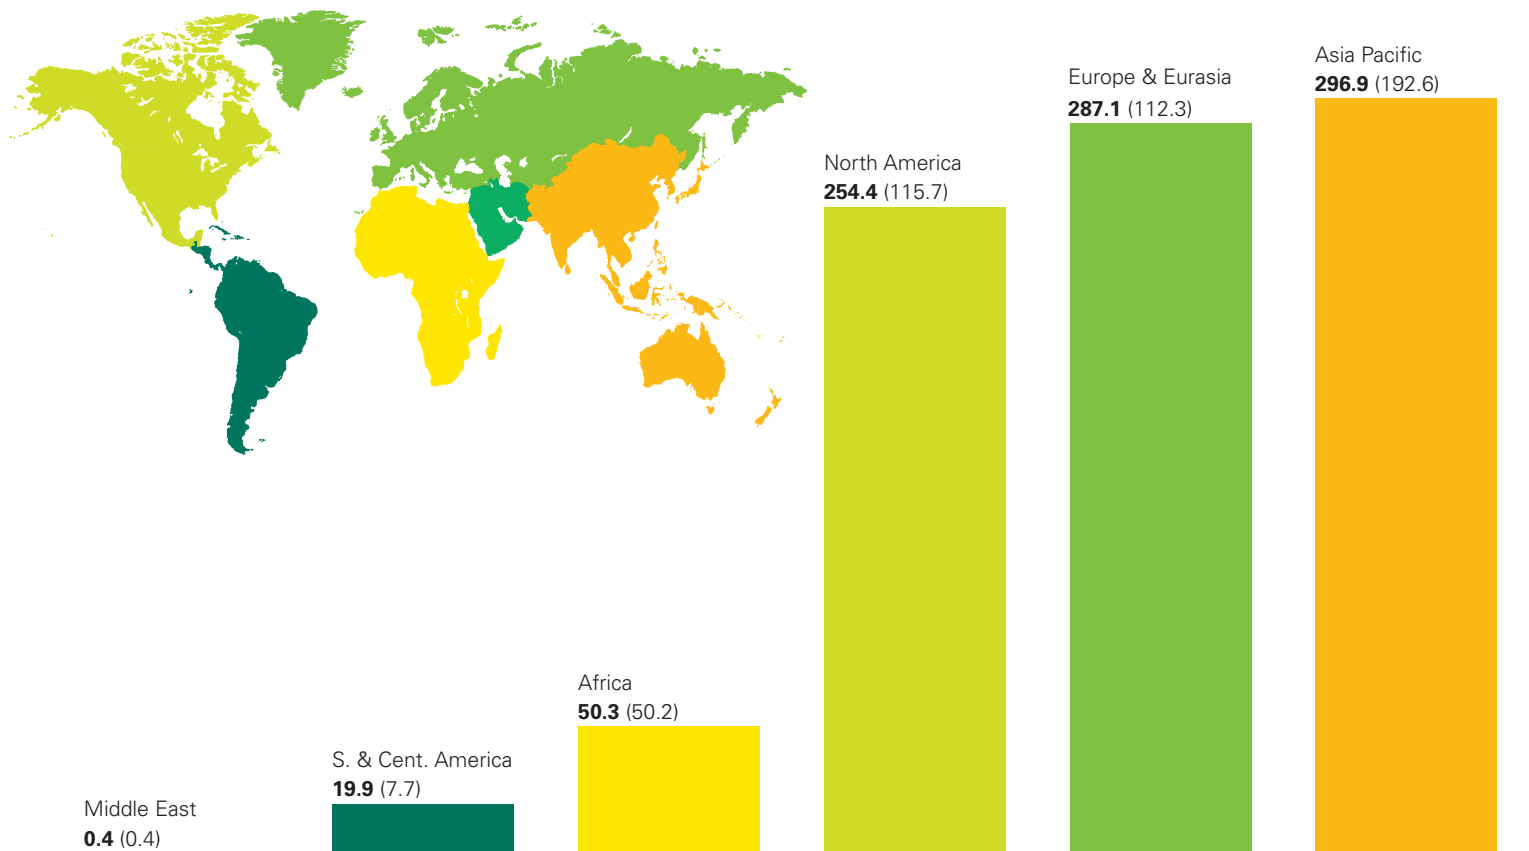 Middle East
0.4 (0.4)
S. & Cent. America
19.9 (7.7)
Africa
50.3 (50.2)
North America
254.4 (115.7)
Europe & Eurasia
287.1 (112.3)
Asia Pacific
296.9 (192.6)